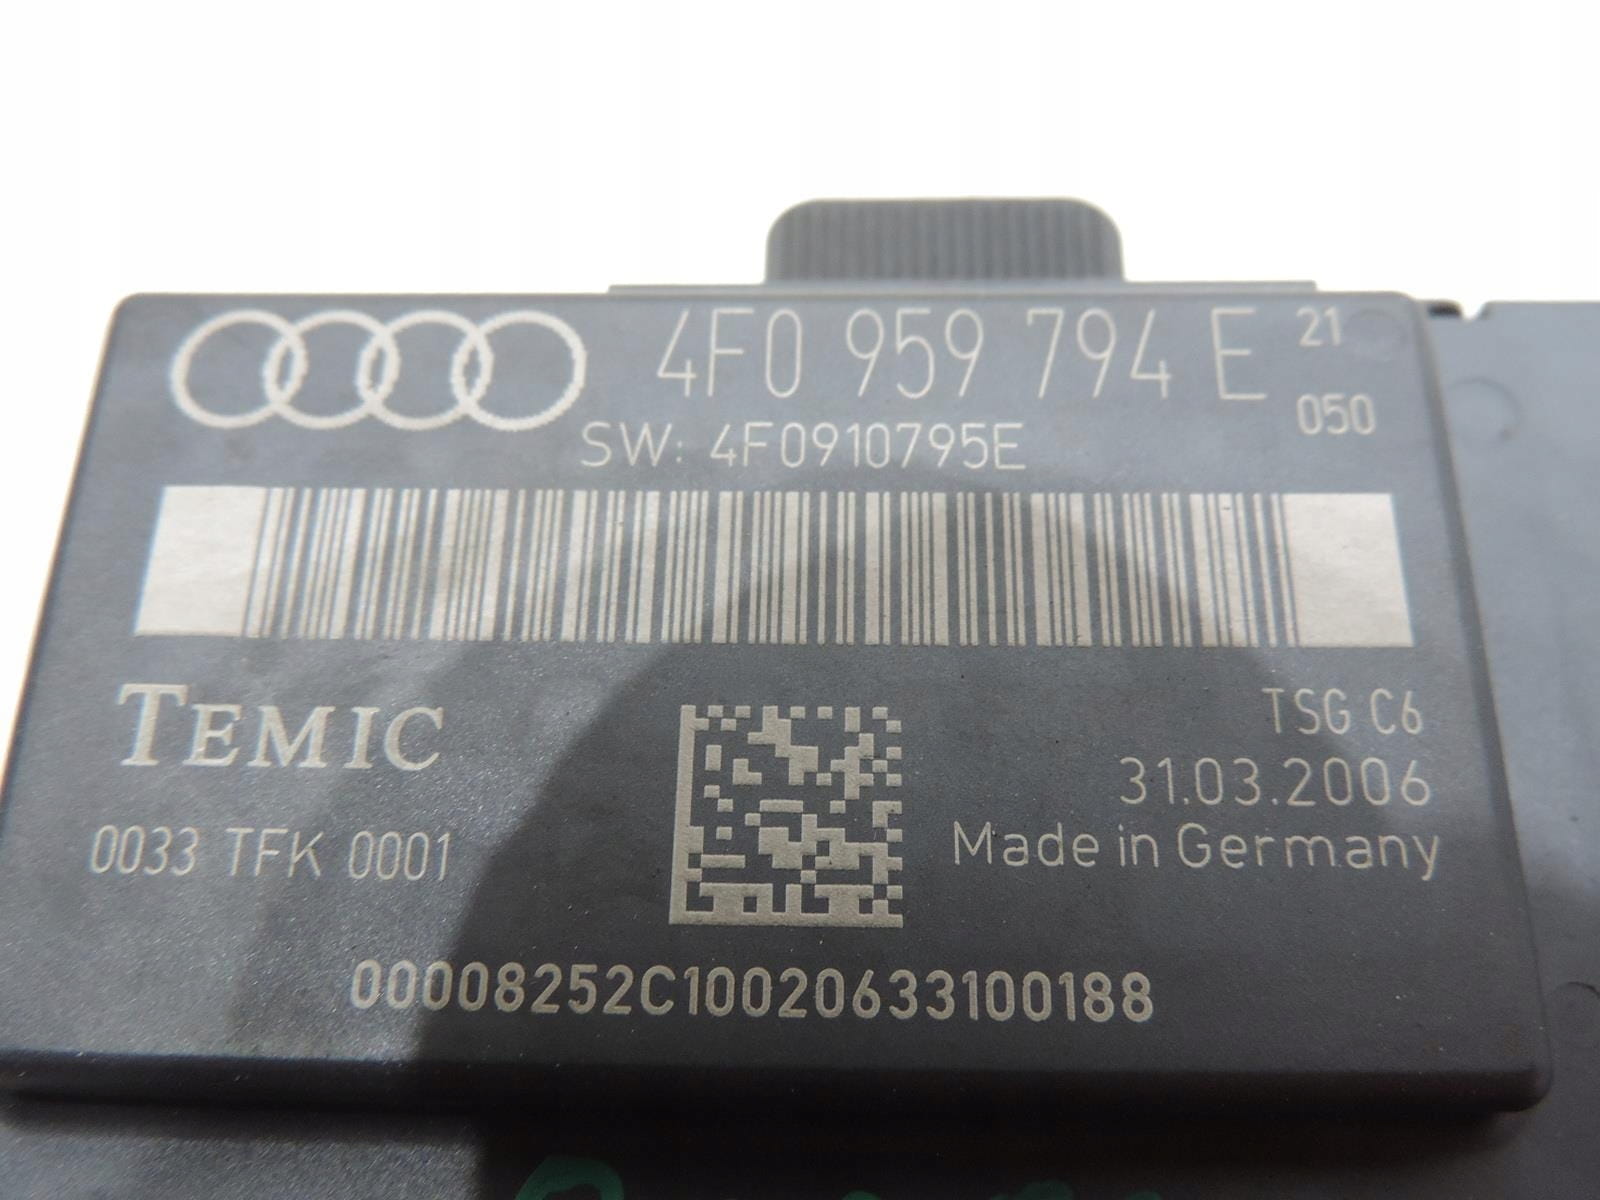 4F0 959 794 E 21
050
SW: 4F0910795E
TEMIC
TSG C6
31.03.2006
0033 TFK 0001
Made in Germany
00008252C10020633100188